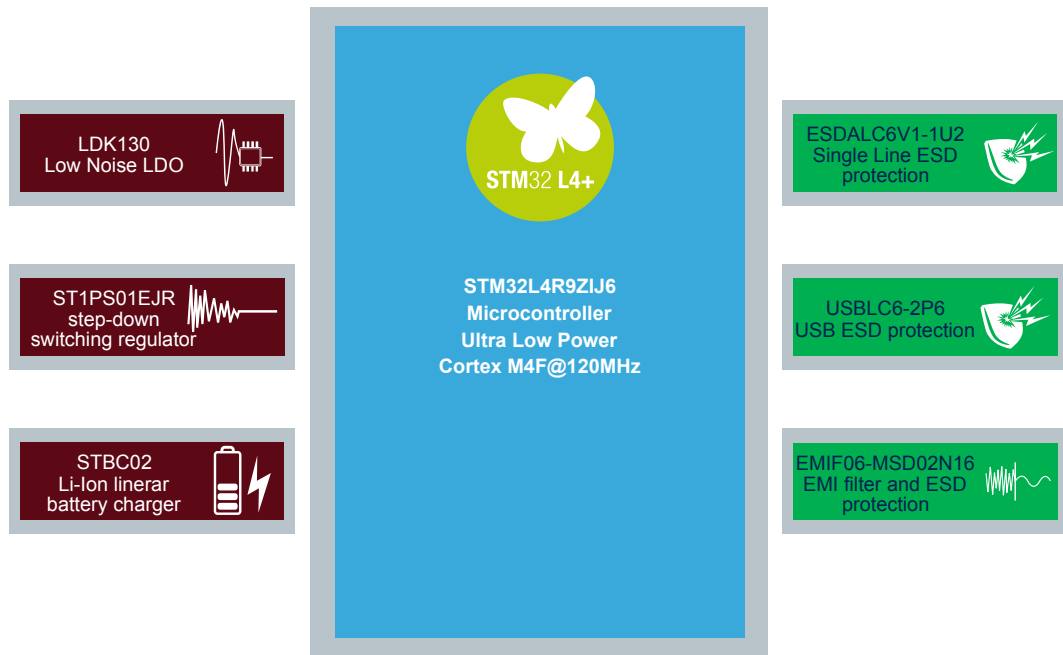 LDK130
Low Noise LDO
ST1PS01EJR
step-down
switching regulator
STBC02
Li-Ion linerar
battery charger
STM32 L4+
STM32L4R9ZIJ6
Microcontroller
Ultra Low Power
Cortex M4F@120MHz
ESDALC6V1-1U2
Single Line ESD
protection
USBLC6-2P6
USB ESD protection
EMIF06-MSD02N16
EMI filter and ESD
protection